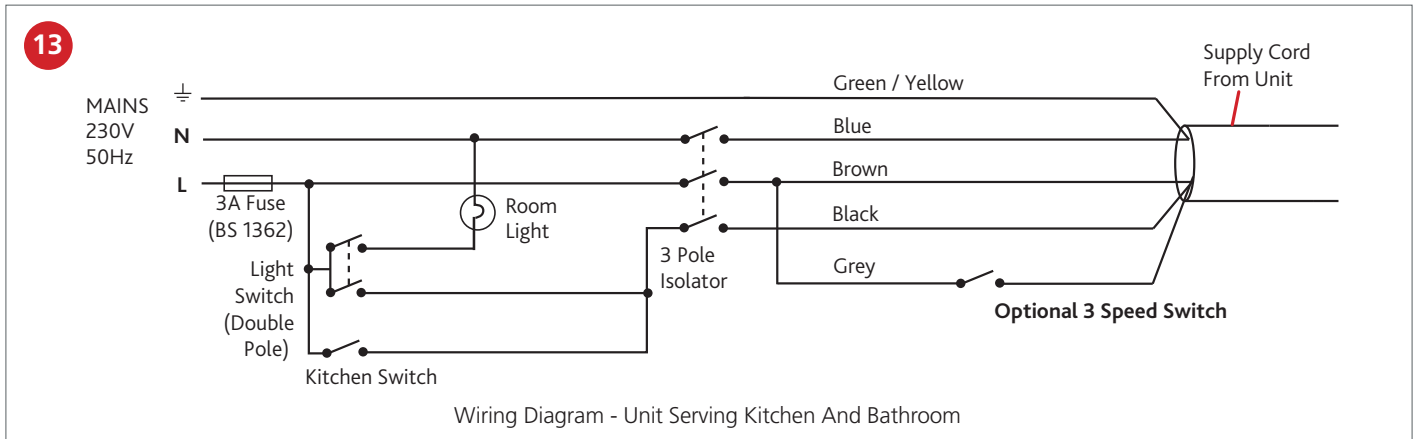 13
MAINS
230V
50Hz
⏚
N
L
Green / Yellow
Supply Cord
From Unit
Blue
Brown
3A Fuse
(BS 1362)
Room
Light
Black
3 Pole
Isolator
Light
Switch
(Double
Pole)
Grey
Optional 3 Speed Switch
Kitchen Switch
Wiring Diagram - Unit Serving Kitchen And Bathroom